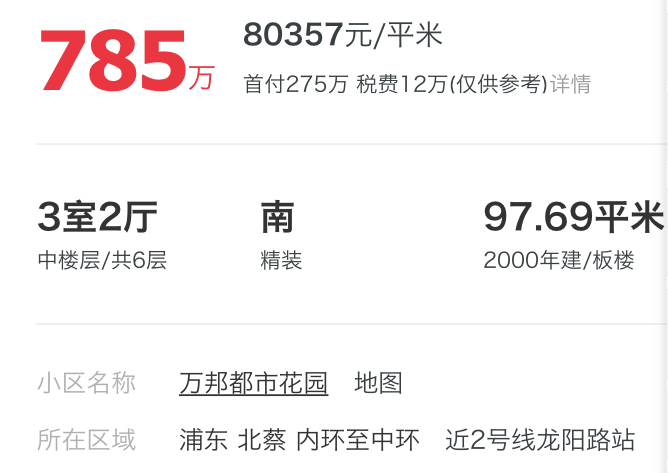 785万
80357元/平米
首付275万 税费12万(仅供参考)详情
3室2厅 南 97.69平米
中楼层/共6层 精装 2000年建/板楼
小区名称 万邦都市花园 地图
所在区域 浦东 北蔡 内环至中环 近2号线龙阳路站